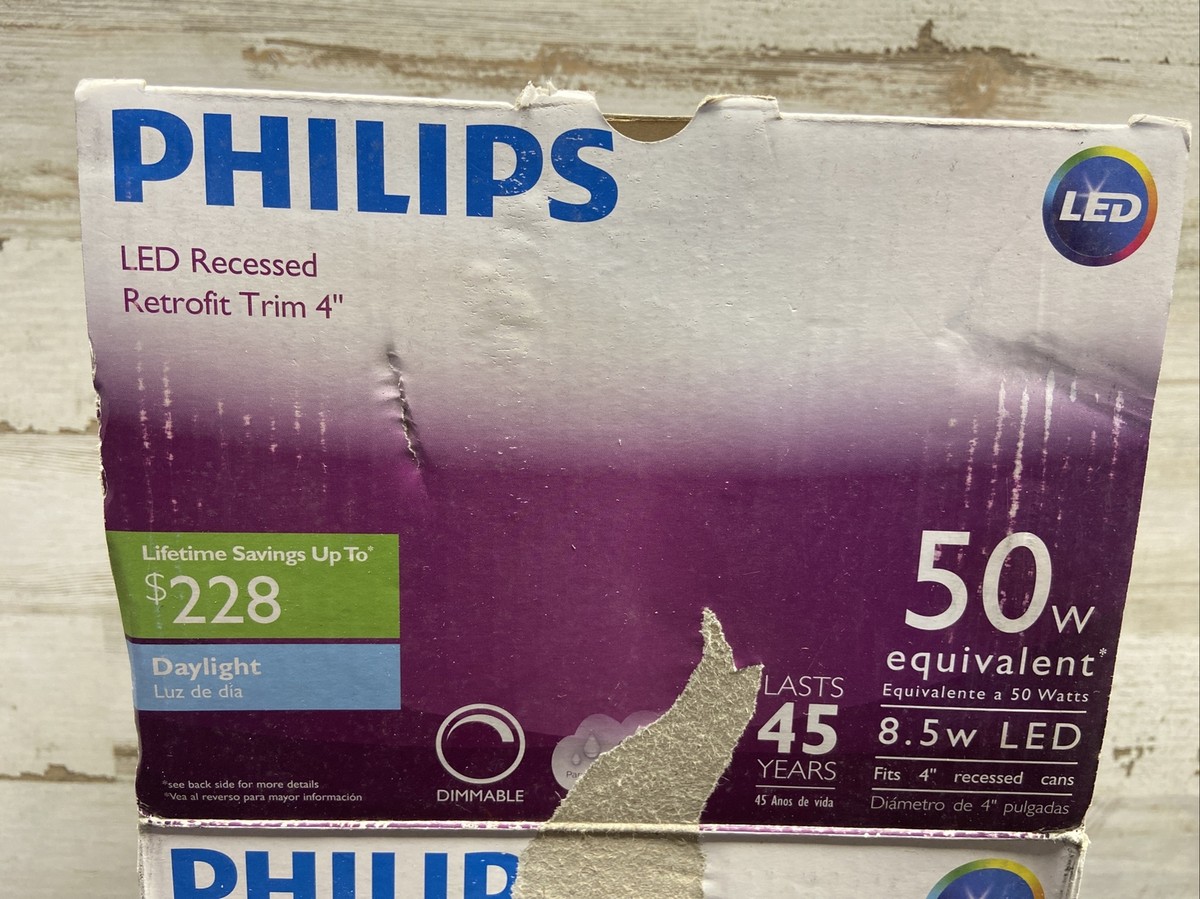 PHILIPS
LED
LED Recessed
Retrofit Trim 4"
Lifetime Savings Up To*
$228
Daylight
Luz de día
*see back side for more details
*Vea al reverso para mayor información
DIMMABLE
LASTS
45
YEARS
45 Anos de vida
50w
equivalent*
Equivalente a 50 Watts
8.5w LED
Fits 4" recessed cans
Diámetro de 4" pulgadas
PHILIP